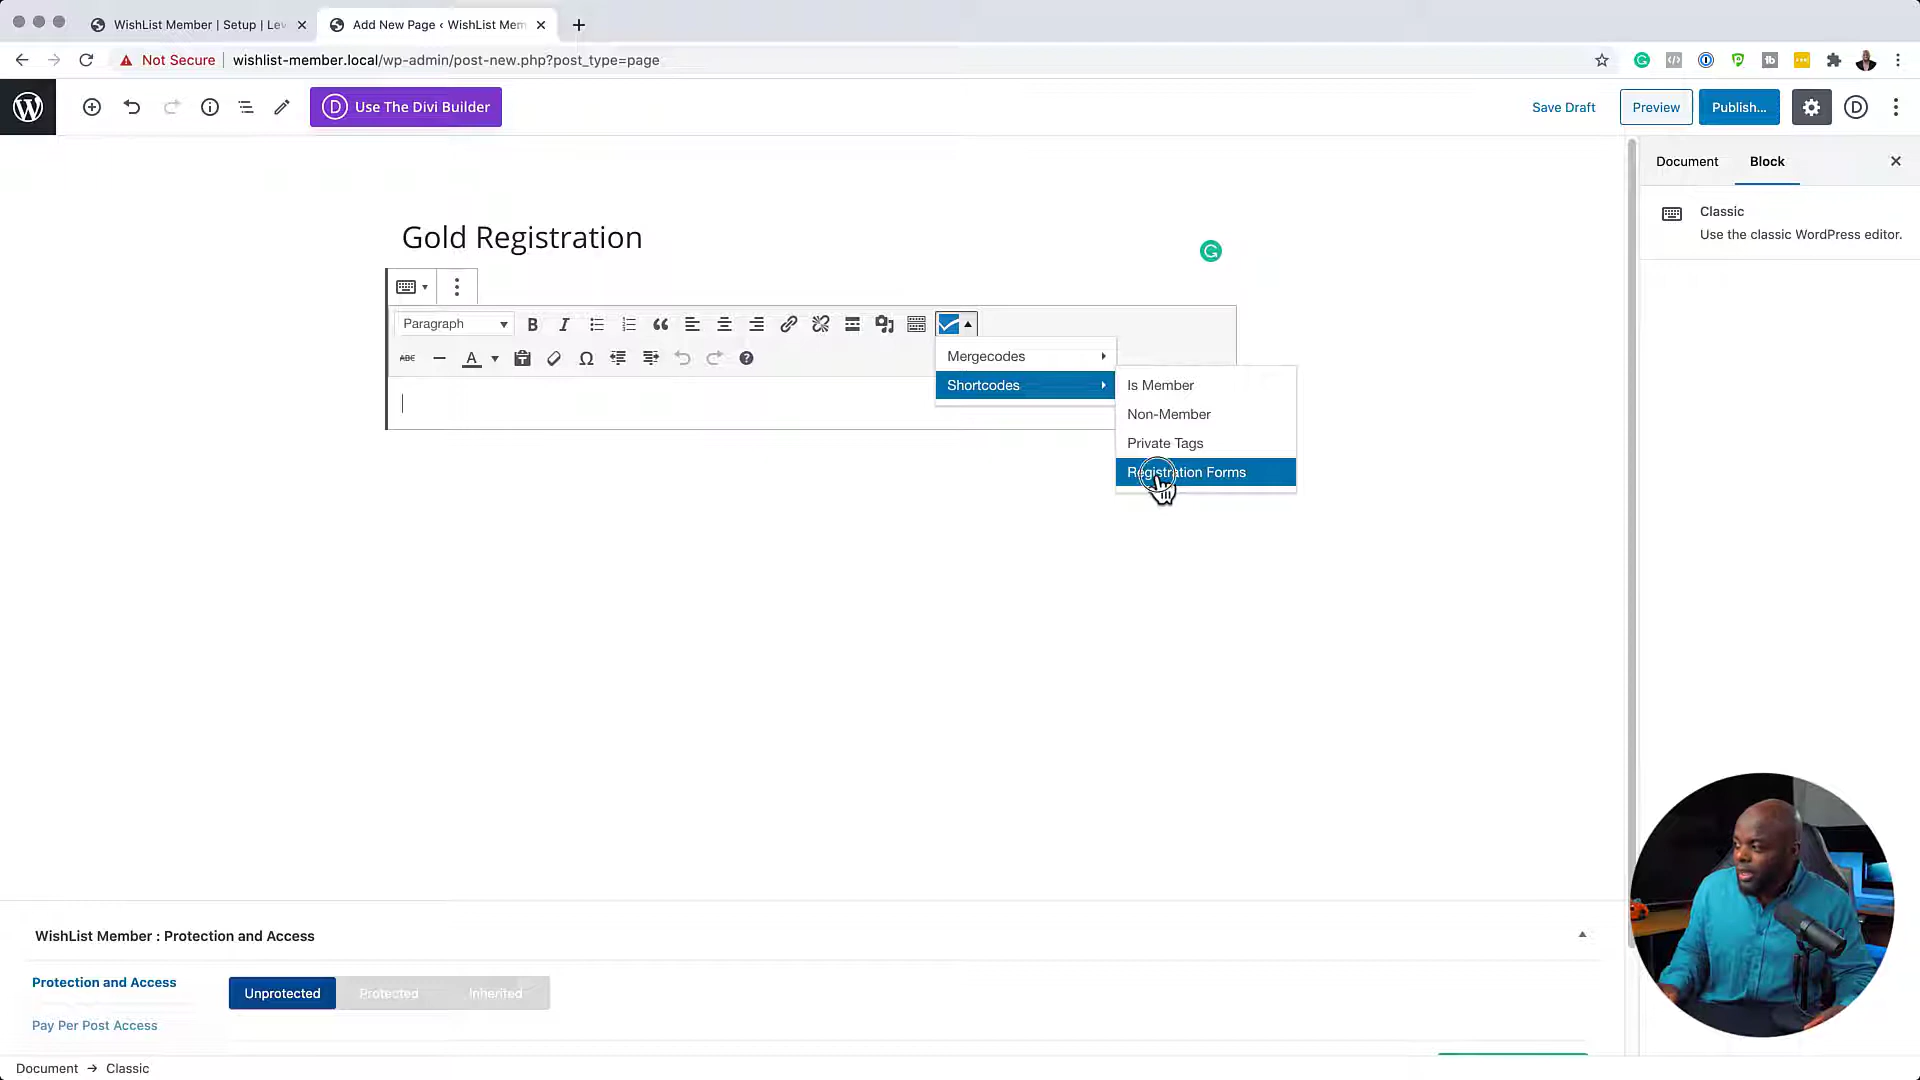 WishList Member | Setup | Lev
Add New Page ‹ WishList Mem
Not Secure
wishlist-member.local/wp-admin/post-new.php?post_type=page
Use The Divi Builder
Save Draft
Preview
Publish...
Document
Block
Classic
Use the classic WordPress editor.
Gold Registration
Paragraph
Mergecodes
Shortcodes
Is Member
Non-Member
Private Tags
Registration Forms
WishList Member : Protection and Access
Protection and Access
Unprotected
Protected
Inherited
Pay Per Post Access
Document → Classic